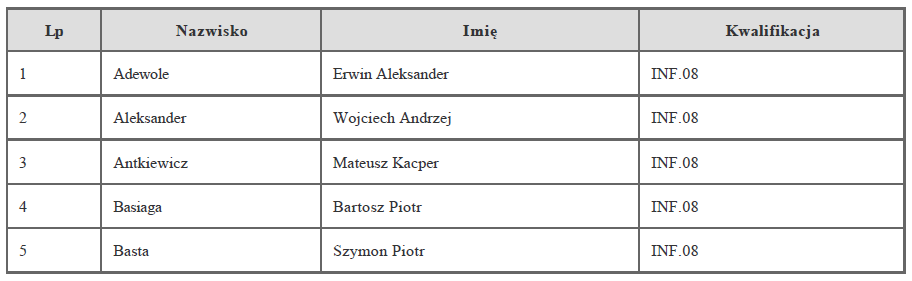 Lp Nazwisko Imię Kwalifikacja
1 Adewole Erwin Aleksander INF.08
2 Aleksander Wojciech Andrzej INF.08
3 Antkiewicz Mateusz Kacper INF.08
4 Basiaga Bartosz Piotr INF.08
5 Basta Szymon Piotr INF.08